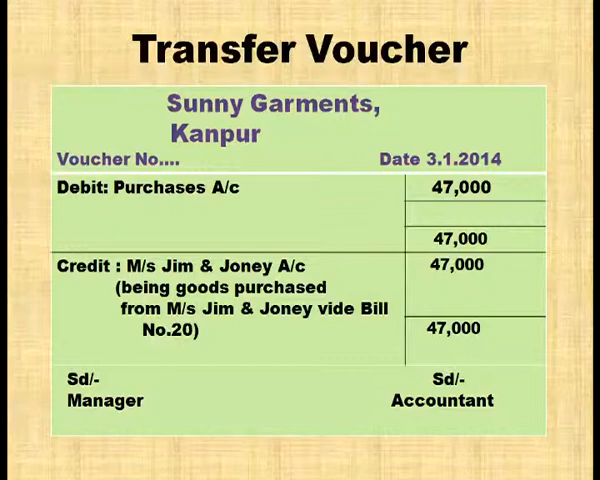 Transfer Voucher
Sunny Garments,
Kanpur
Voucher No.... Date 3.1.2014
Debit: Purchases A/c 47,000
47,000
Credit : M/s Jim & Joney A/c 47,000
(being goods purchased
from M/s Jim & Joney vide Bill
No.20) 47,000
Sd/- Sd/-
Manager Accountant